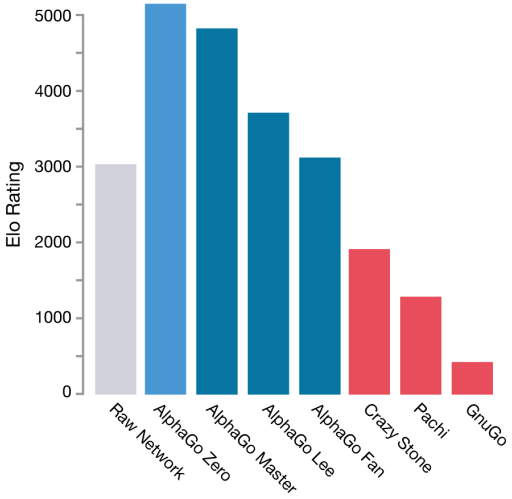 Elo Rating
5000
4000
3000
2000
1000
0
Raw Network
AlphaGo Zero
AlphaGo Master
AlphaGo Lee
AlphaGo Fan
Crazy Stone
Pachi
GnuGo